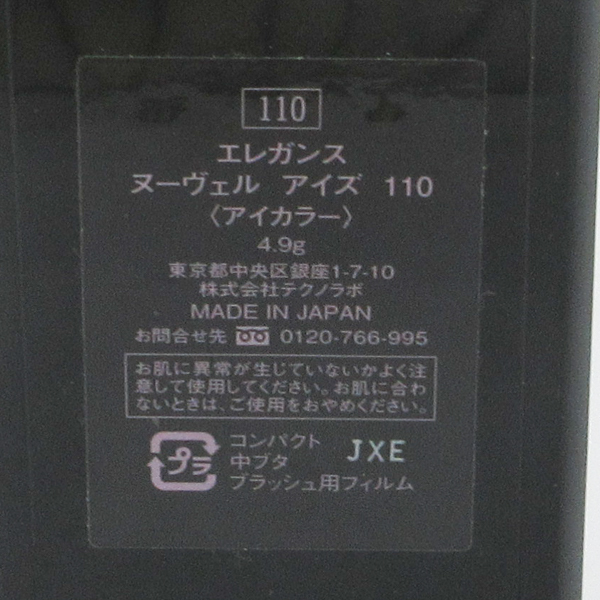 110
エレガンス
ヌーヴェル アイズ 110
〈アイカラー〉
4.9g
東京都中央区銀座1-7-10
株式会社テクノラボ
MADE IN JAPAN
お問合せ先 0120-766-995
お肌に異常が生じていないかよく注
意して使用してください。お肌に合わ
ないときは、ご使用をおやめください。
プラ
コンパクト
中ブタ
ブラッシュ用フィルム
JXE